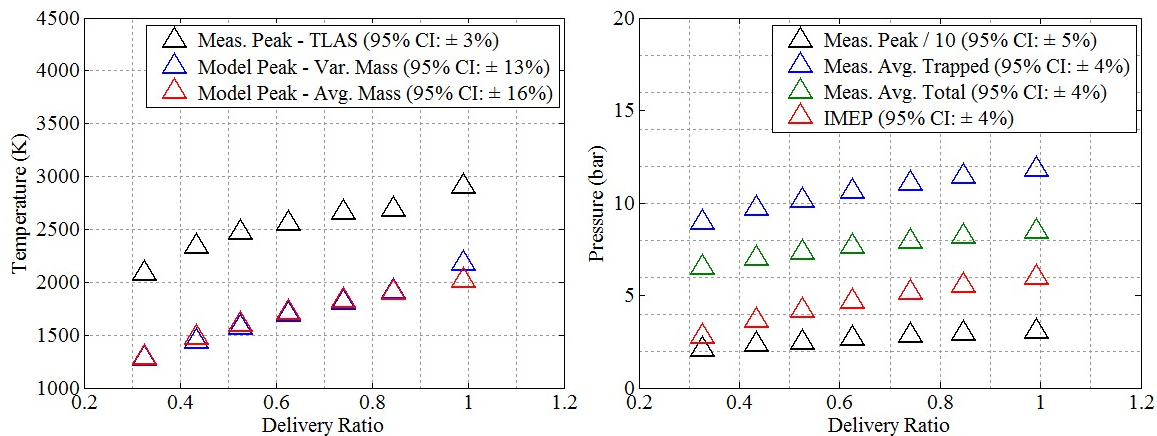 4500
4000
3500
3000
2500
2000
1500
1000
Temperature (K)
Meas. Peak - TLAS (95% CI: ± 3%)
Model Peak - Var. Mass (95% CI: ± 13%)
Model Peak - Avg. Mass (95% CI: ± 16%)
0.2 0.4 0.6 0.8 1 1.2
Delivery Ratio
20
15
10
5
0
Pressure (bar)
Meas. Peak / 10 (95% CI: ± 5%)
Meas. Avg. Trapped (95% CI: ± 4%)
Meas. Avg. Total (95% CI: ± 4%)
IMEP (95% CI: ± 4%)
0.2 0.4 0.6 0.8 1 1.2
Delivery Ratio